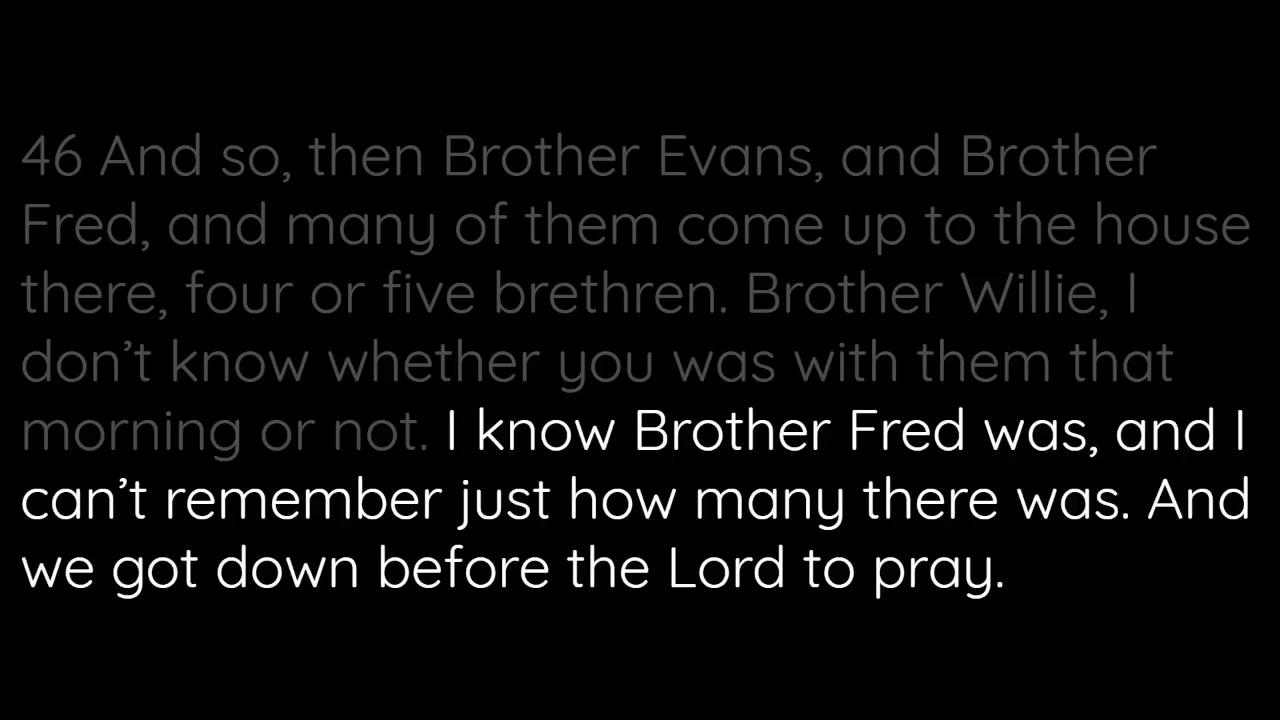 46 And so, then Brother Evans, and Brother
Fred, and many of them come up to the house
there, four or five brethren. Brother Willie, I
don’t know whether you was with them that
morning or not. I know Brother Fred was, and I
can’t remember just how many there was. And
we got down before the Lord to pray.